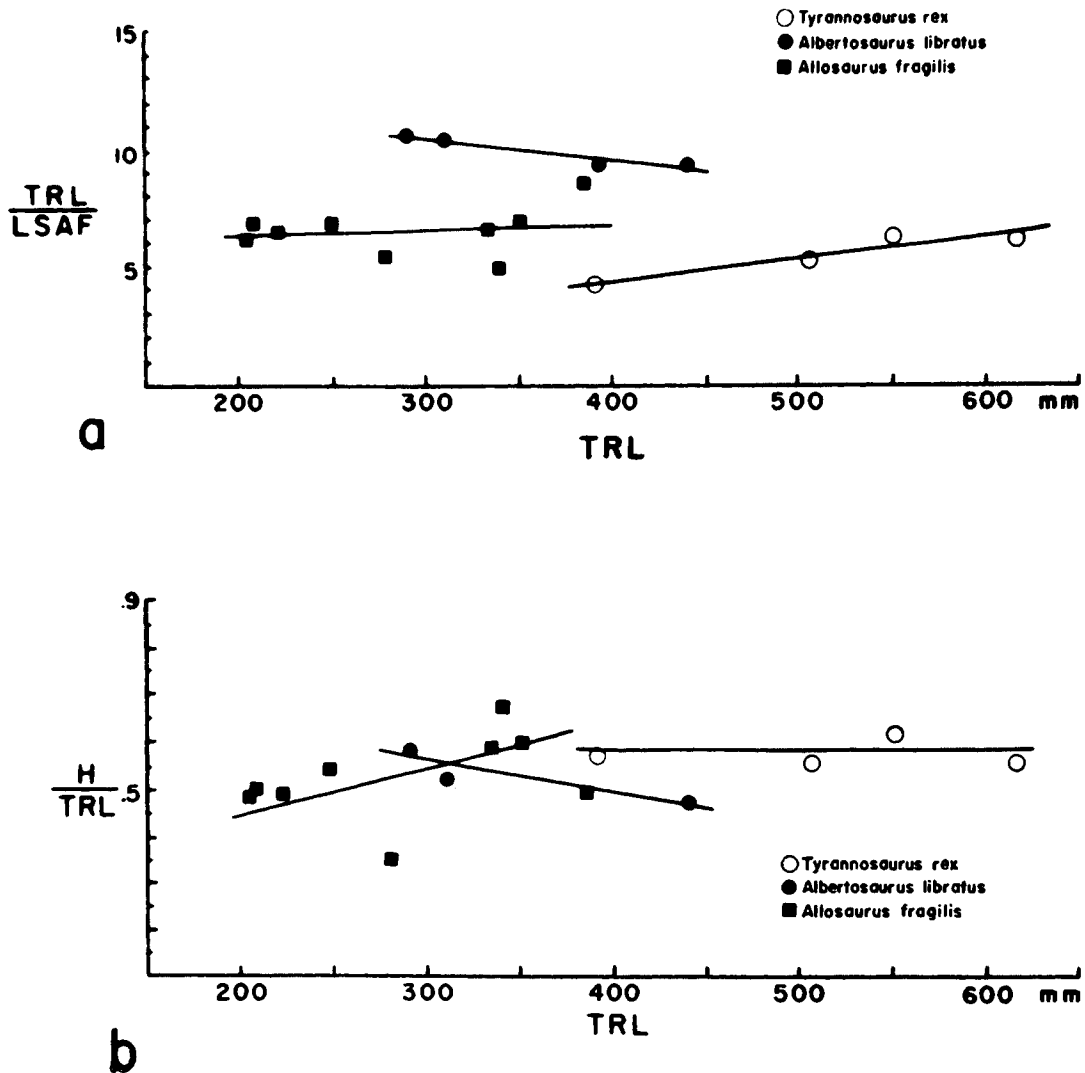 Tyrannosaurus rex
Albertosaurus libratus
Allosaurus fragilis
15
10
5
TRL
LSAF
200 300 400 500 600 mm
TRL
a
.9
.5
H
TRL
Tyrannosaurus rex
Albertosaurus libratus
Allosaurus fragilis
200 300 400 500 600 mm
TRL
b